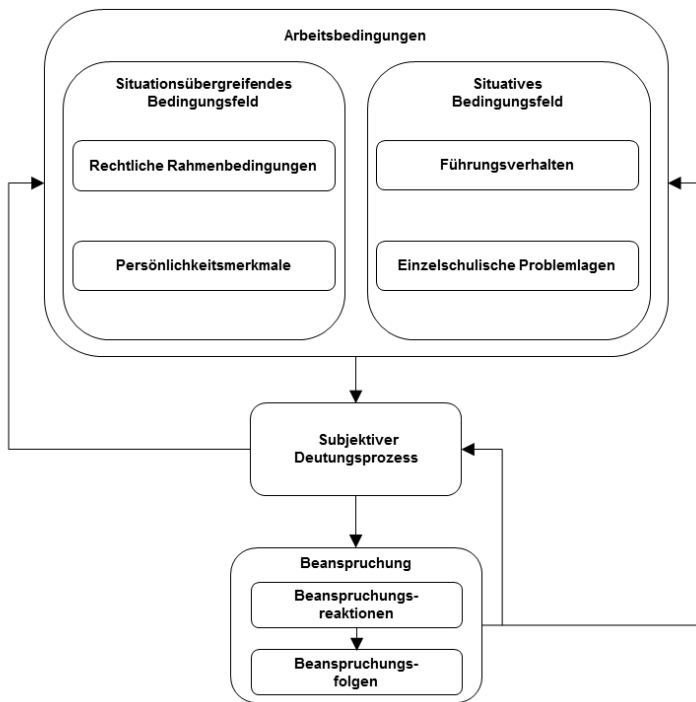 Arbeitsbedingungen
Situationsübergreifendes
Bedingungsfeld
Rechtliche Rahmenbedingungen
Persönlichkeitsmerkmale
Situatives
Bedingungsfeld
Führungsverhalten
Einzelschulische Problemlagen
Subjektiver
Deutungsprozess
Beanspruchung
Beanspruchungs-
reaktionen
Beanspruchungs-
folgen